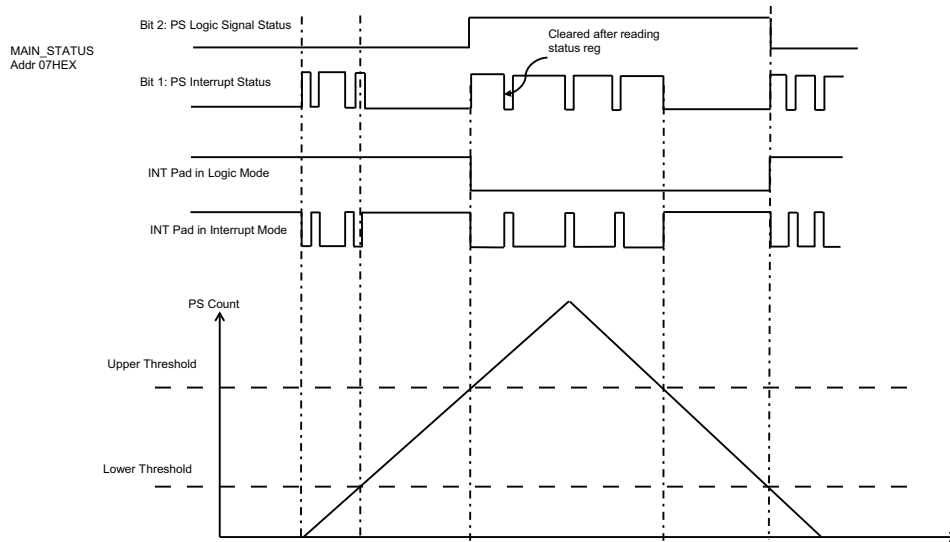 Bit 2: PS Logic Signal Status
MAIN_STATUS
Addr 07HEX
Cleared after reading
status reg
Bit 1: PS Interrupt Status
INT Pad in Logic Mode
INT Pad in Interrupt Mode
PS Count
Upper Threshold
Lower Threshold